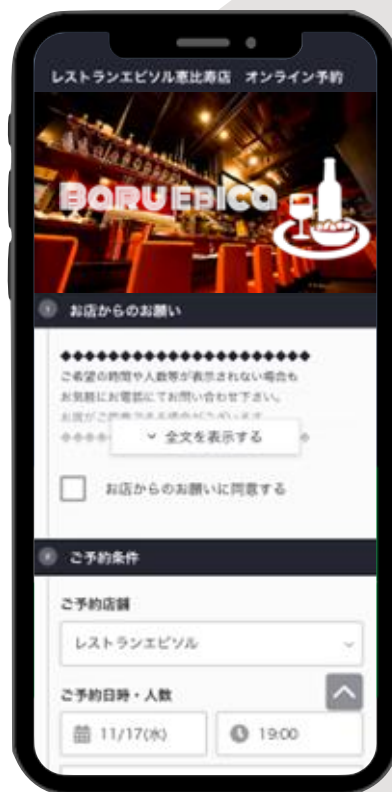 レストランエビソル恵比寿店　オンライン予約
BARUEBICA
1 お店からのお願い
◆◆◆◆◆◆◆◆◆◆◆◆◆◆◆◆◆◆◆◆◆◆
ご希望の時間や人数等が表示されない場合も
お気軽にお電話にてお問い合わせ下さい。
全文を表示する
お店からのお願いに同意する
ご予約条件
ご予約店舗
レストランエビソル
ご予約日時・人数
11/17(水) 19:00